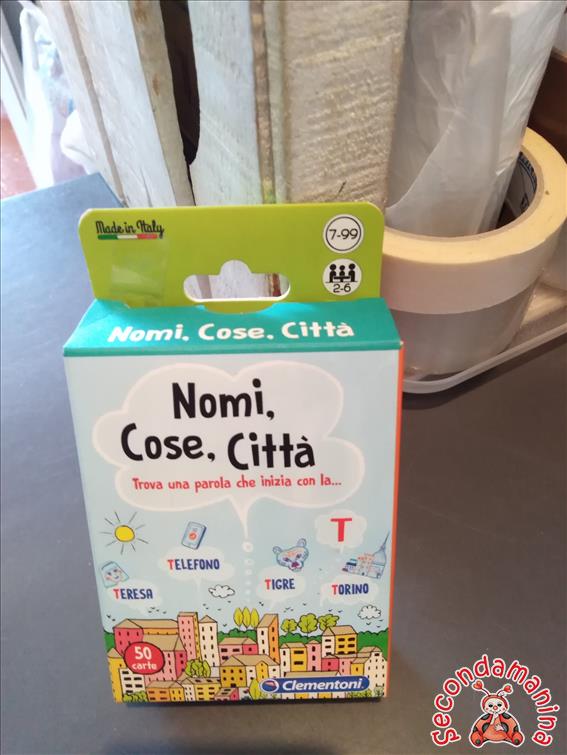 Made in Italy
7-99
2-6
Nomi, Cose, Città
Nomi,
Cose, Città
Trova una parola che inizia con la...
T
TELEFONO
TERESA
TIGRE
TORINO
50
carte
Clementoni
Secondamanina